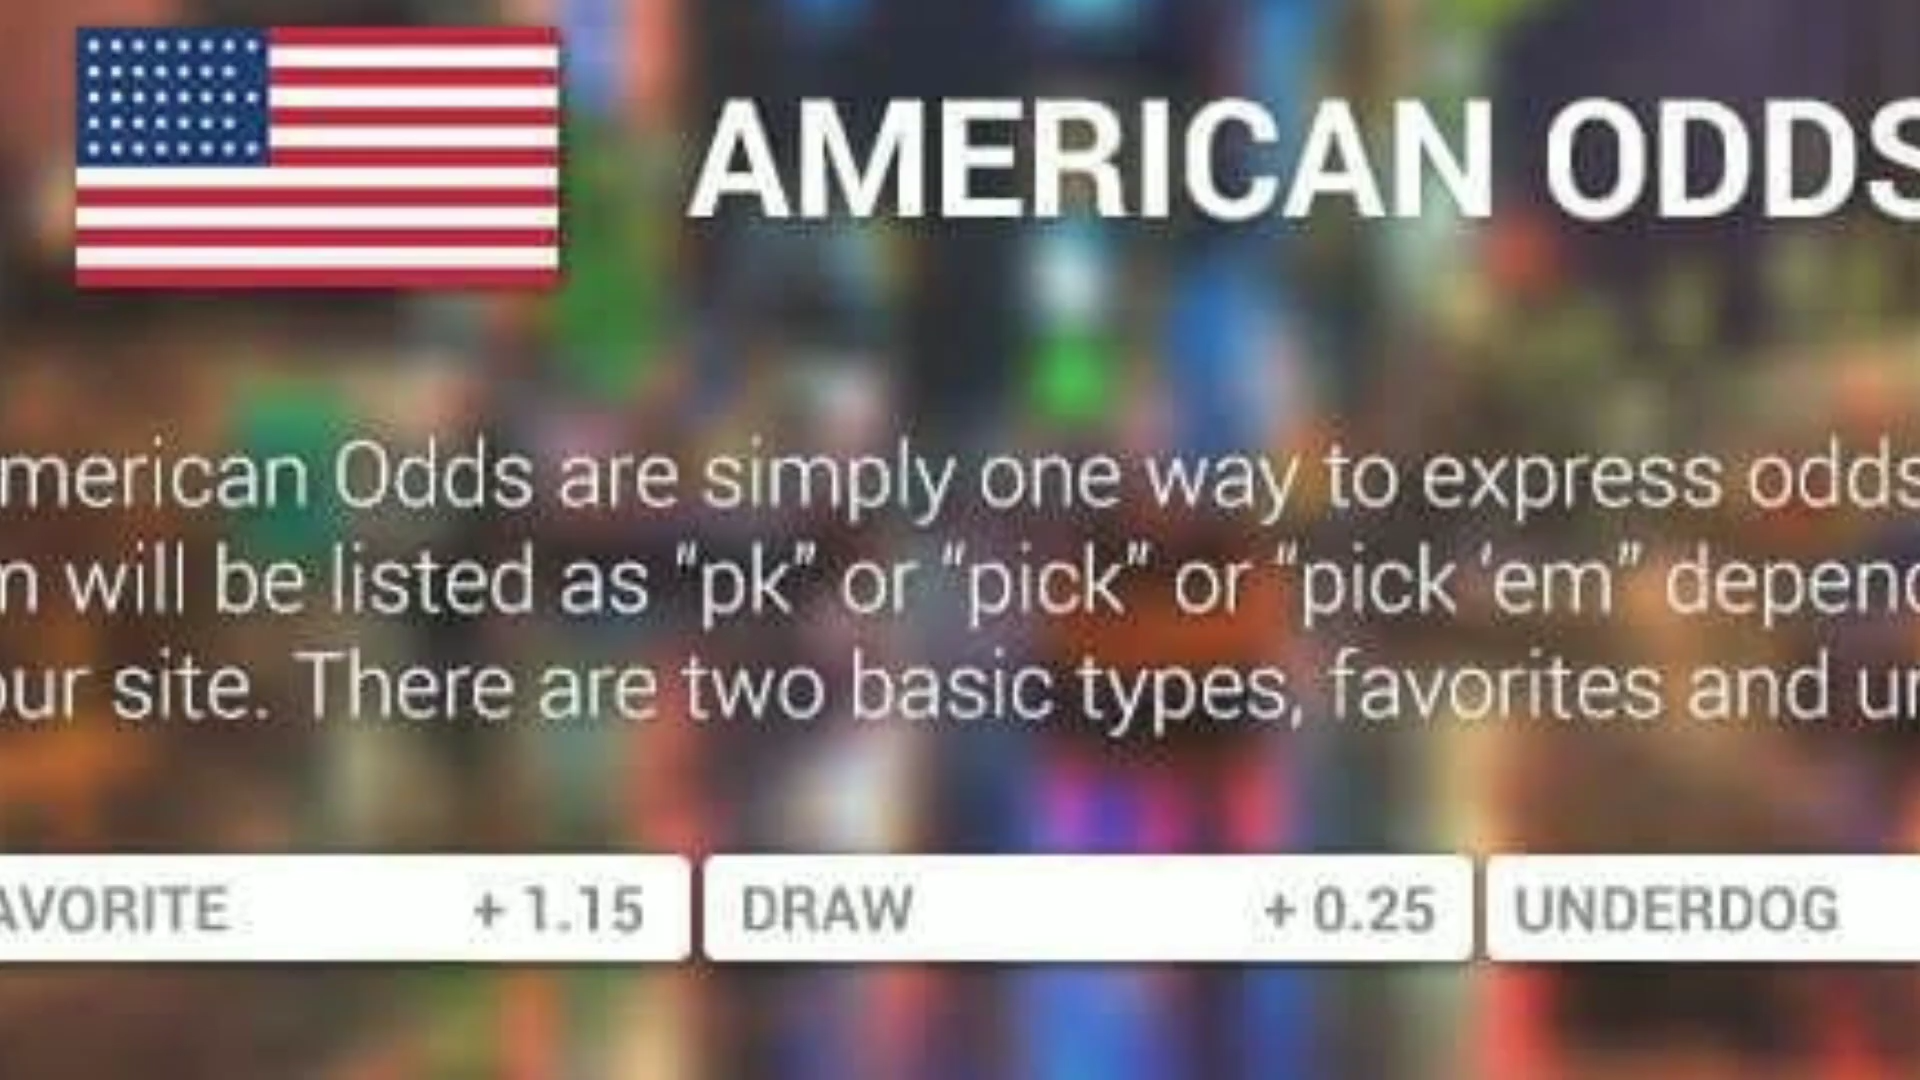 AMERICAN ODDS
merican Odds are simply one way to express odds
n will be listed as “pk” or “pick” or “pick ‘em” depend
our site. There are two basic types, favorites and un
AVORITE + 1.15 DRAW + 0.25 UNDERDOG